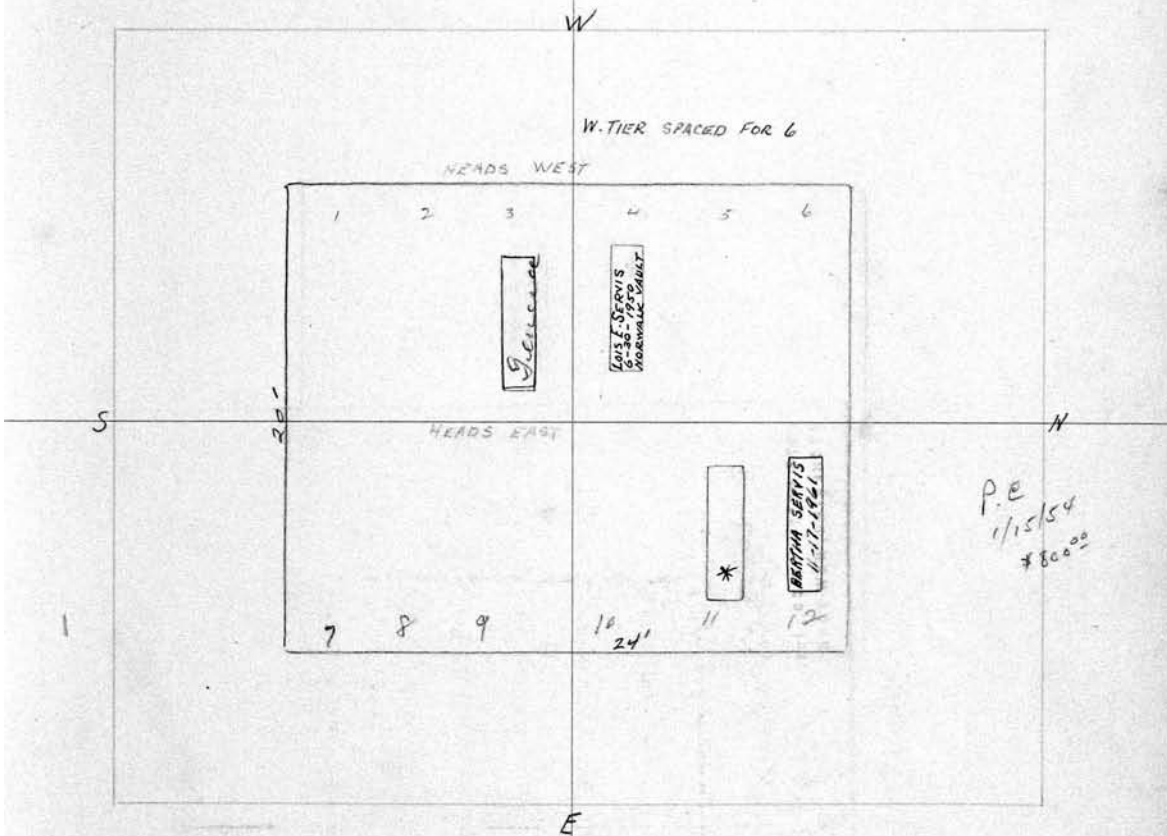 W
W. TIER SPACED FOR 6
HEADS WEST
1 2 3 4 5 6
LOIS E. SERVIS
6-30-1950
NORWALK VAULT
S
20-
HEADS EAST
N
BERTHA SERVIS
11-17-1961
P.C
1/15/54
$800.00
*
1
7 8 9 10 11 12
24'
E